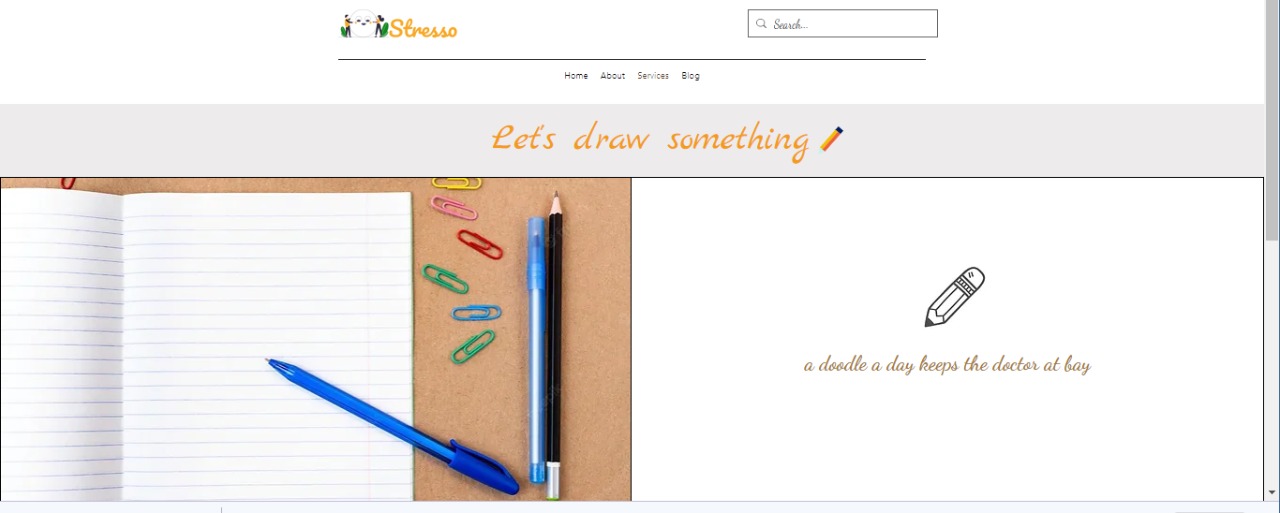 Stresso
Search...
Home About Services Blog
Let's draw something
a doodle a day keeps the doctor at bay